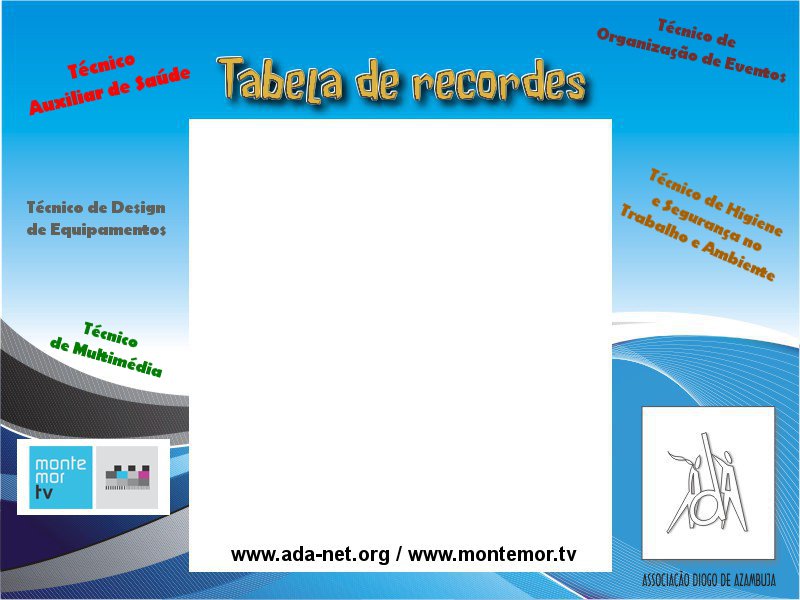 Técnico
Auxiliar de Saúde
Tabela de recordes
Técnico de
Organização de Eventos
Técnico de Design
de Equipamentos
Técnico de Higiene
e Segurança no
Trabalho e Ambiente
Técnico
de Multimédia
monte
mor
tv
www.ada-net.org / www.montemor.tv
ASSOCIAÇÃO DIOGO DE AZAMBUJA